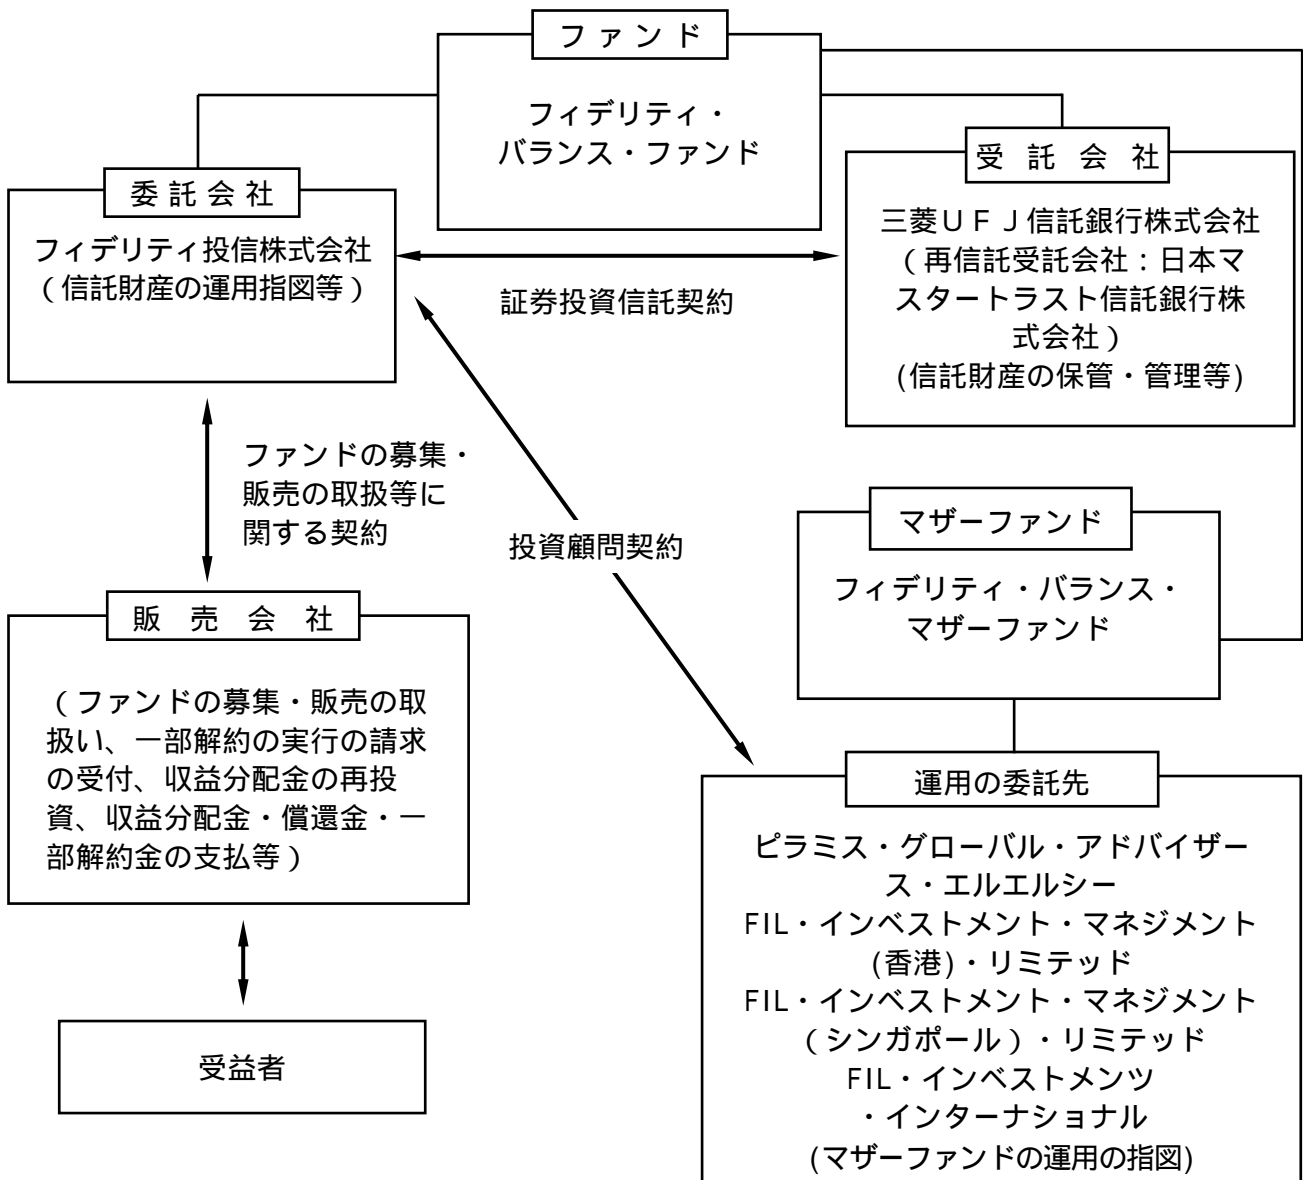 ファンド
フィデリティ・
バランス・ファンド
委託会社
フィデリティ投信株式会社
(信託財産の運用指図等)
受託会社
三菱UFJ信託銀行株式会社
(再信託受託会社:日本マ
スタートラスト信託銀行株
式会社)
(信託財産の保管・管理等)
証券投資信託契約
ファンドの募集・
販売の取扱等に
関する契約
投資顧問契約
マザーファンド
フィデリティ・バランス・
マザーファンド
販売会社
(ファンドの募集・販売の取
扱い、一部解約の実行の請求
の受付、収益分配金の再投
資、収益分配金・償還金・一
部解約金の支払等)
受益者
運用の委託先
ピラミス・グローバル・アドバイザー
ス・エルエルシー
FIL・インベストメント・マネジメント
(香港)・リミテッド
FIL・インベストメント・マネジメント
(シンガポール)・リミテッド
FIL・インベストメンツ
・インターナショナル
(マザーファンドの運用の指図)